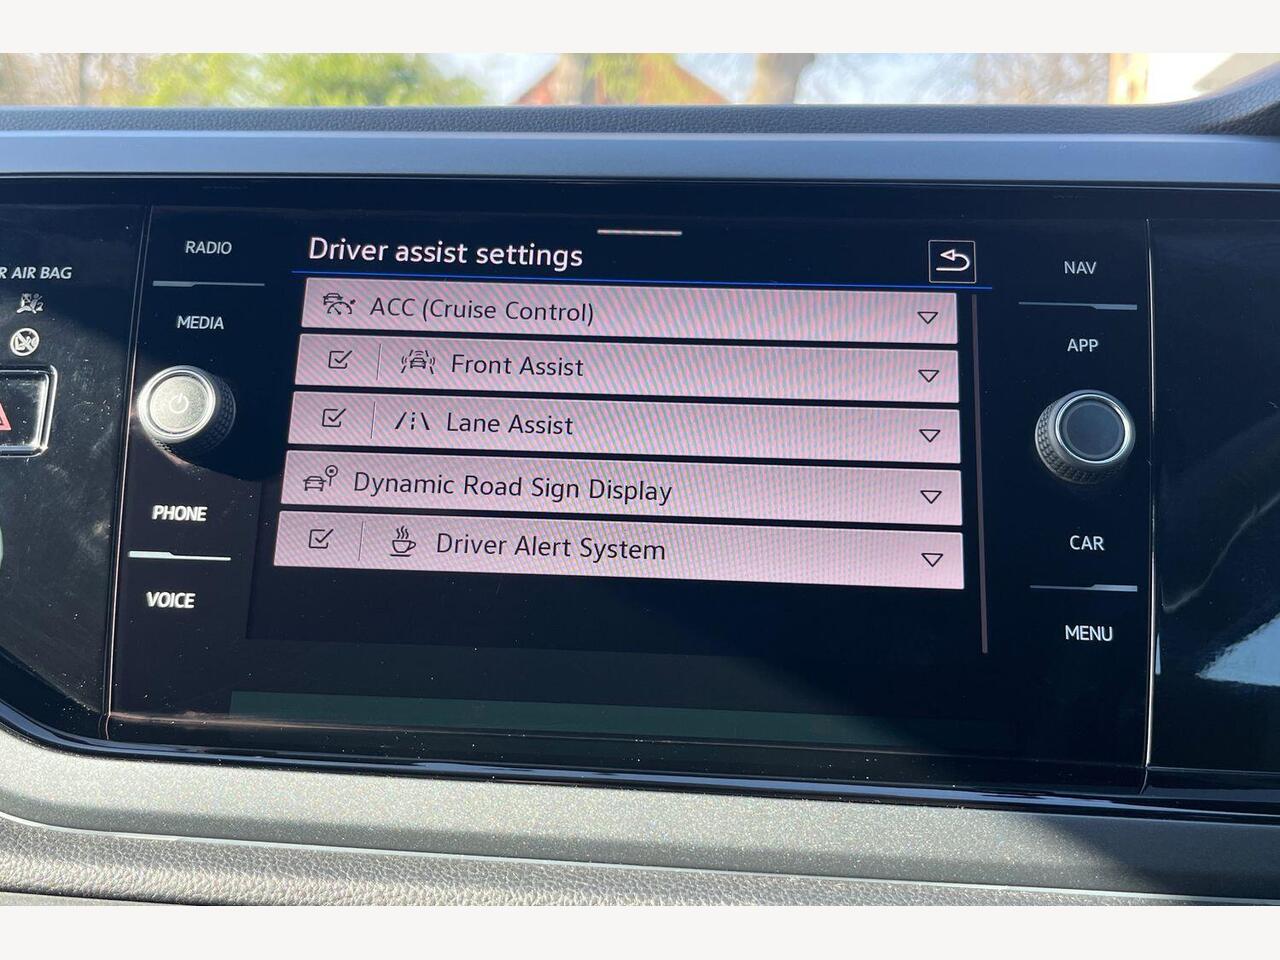 R AIR BAG
RADIO
MEDIA
PHONE
VOICE
Driver assist settings
ACC (Cruise Control)
Front Assist
Lane Assist
Dynamic Road Sign Display
Driver Alert System
NAV
APP
CAR
MENU